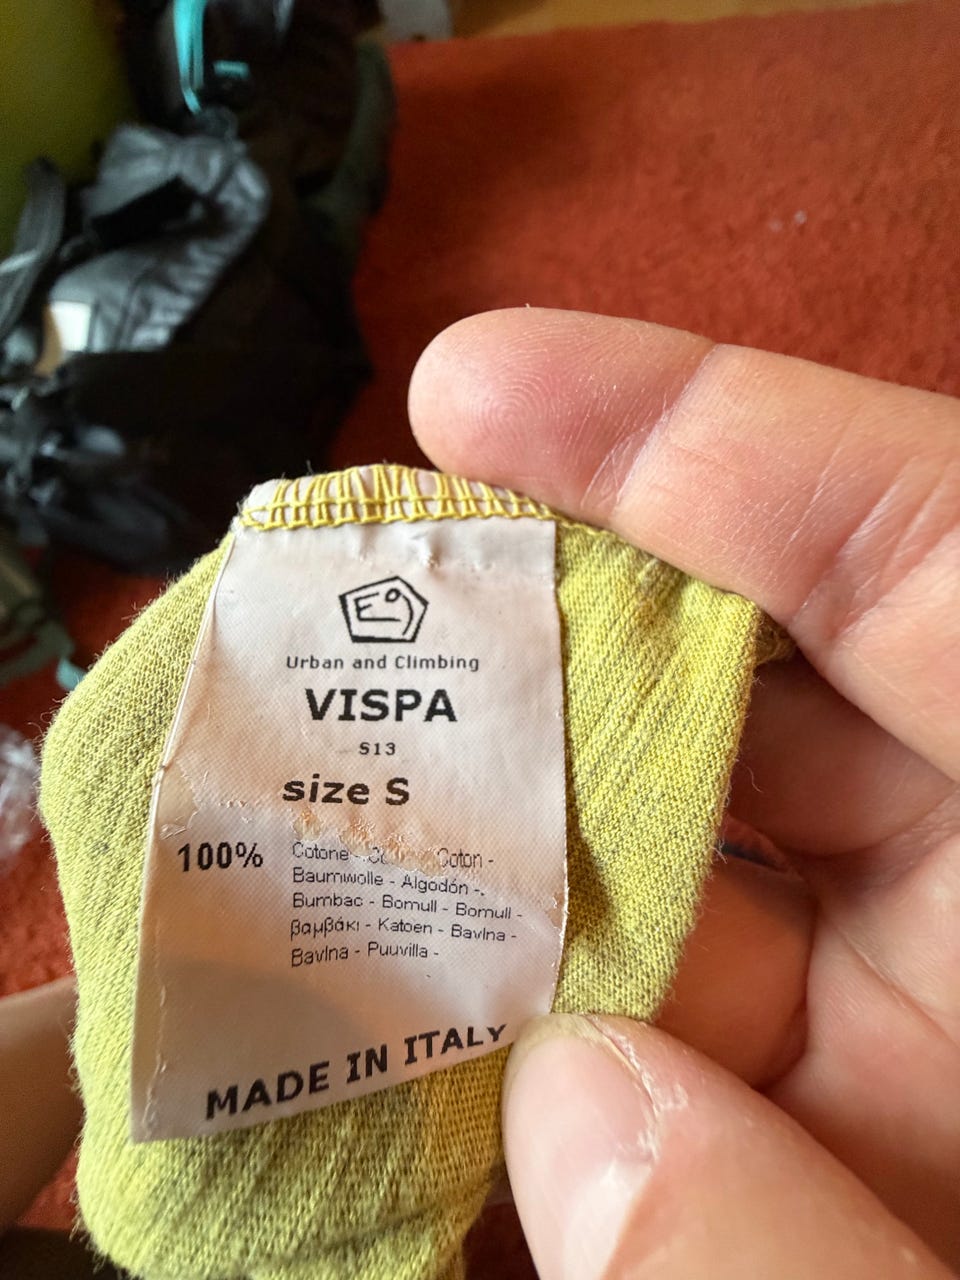 E9
Urban and Climbing
VISPA
S13
size S
100% Cotone - Coton -
Baumwolle - Algodón -
Bumbac - Bomull - Bomull -
βαμβάκι - Katoen - Bavlna -
Bavlna - Puuvilla -
MADE IN ITALY